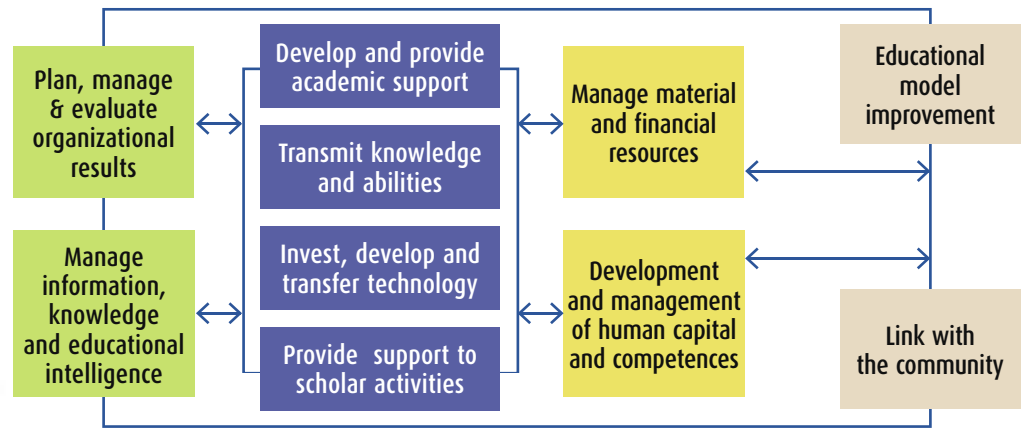 Plan, manage
& evaluate
organizational
results
Manage
information,
knowledge
and educational
intelligence
Develop and provide
academic support
Transmit knowledge
and abilities
Invest, develop and
transfer technology
Provide support to
scholar activities
Manage material
and financial
resources
Development
and management
of human capital
and competences
Educational
model
improvement
Link with
the community